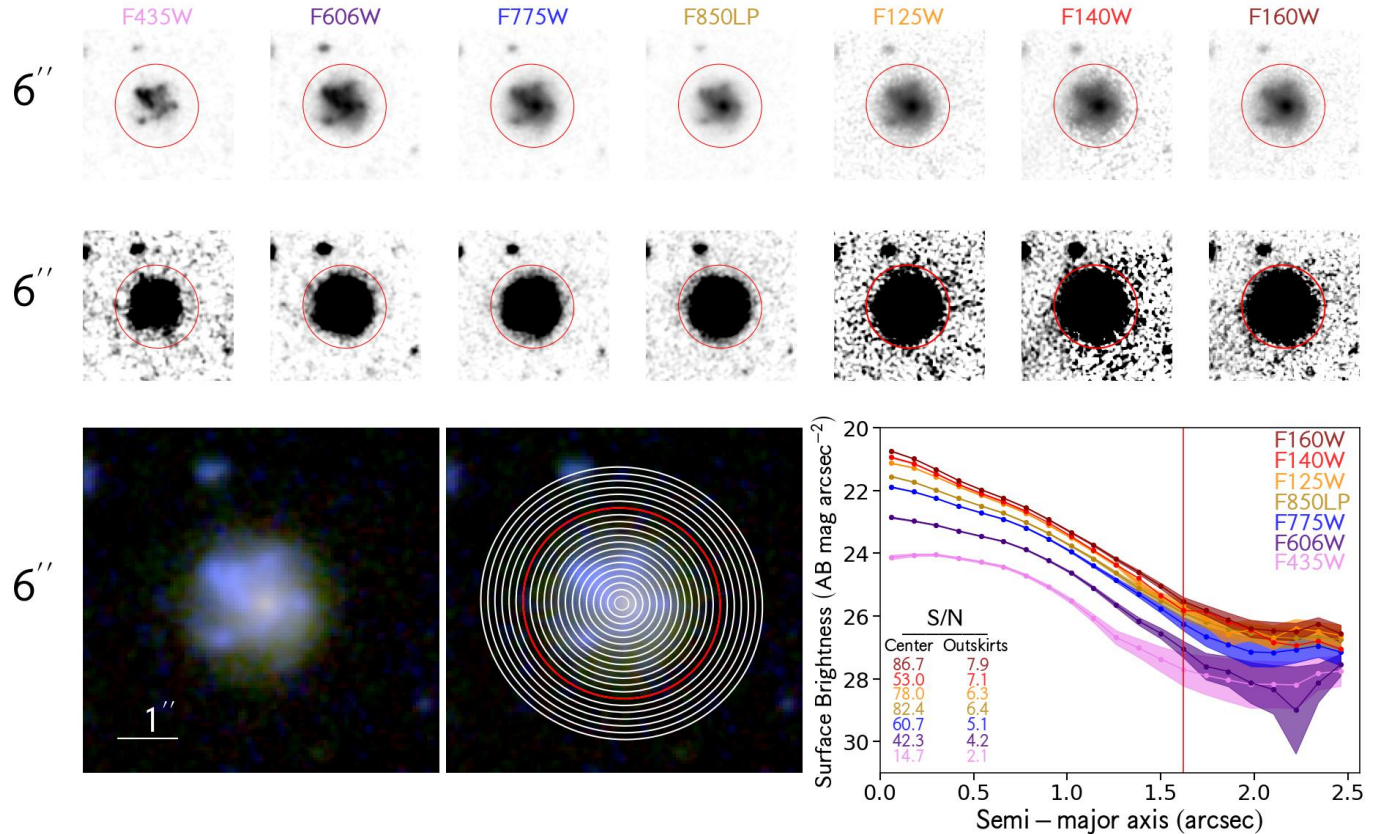 F435W F606W F775W F850LP F125W F140W F160W
6′′
6′′
6′′
1′′
Surface Brightness (AB mag arcsec⁻²)
20
22
24
26
28
30
F160W
F140W
F125W
F850LP
F775W
F606W
F435W
S/N
Center Outskirts
86.7 7.9
53.0 7.1
78.0 6.3
82.4 6.4
60.7 5.1
42.3 4.2
14.7 2.1
0.0 0.5 1.0 1.5 2.0 2.5
Semi − major axis (arcsec)